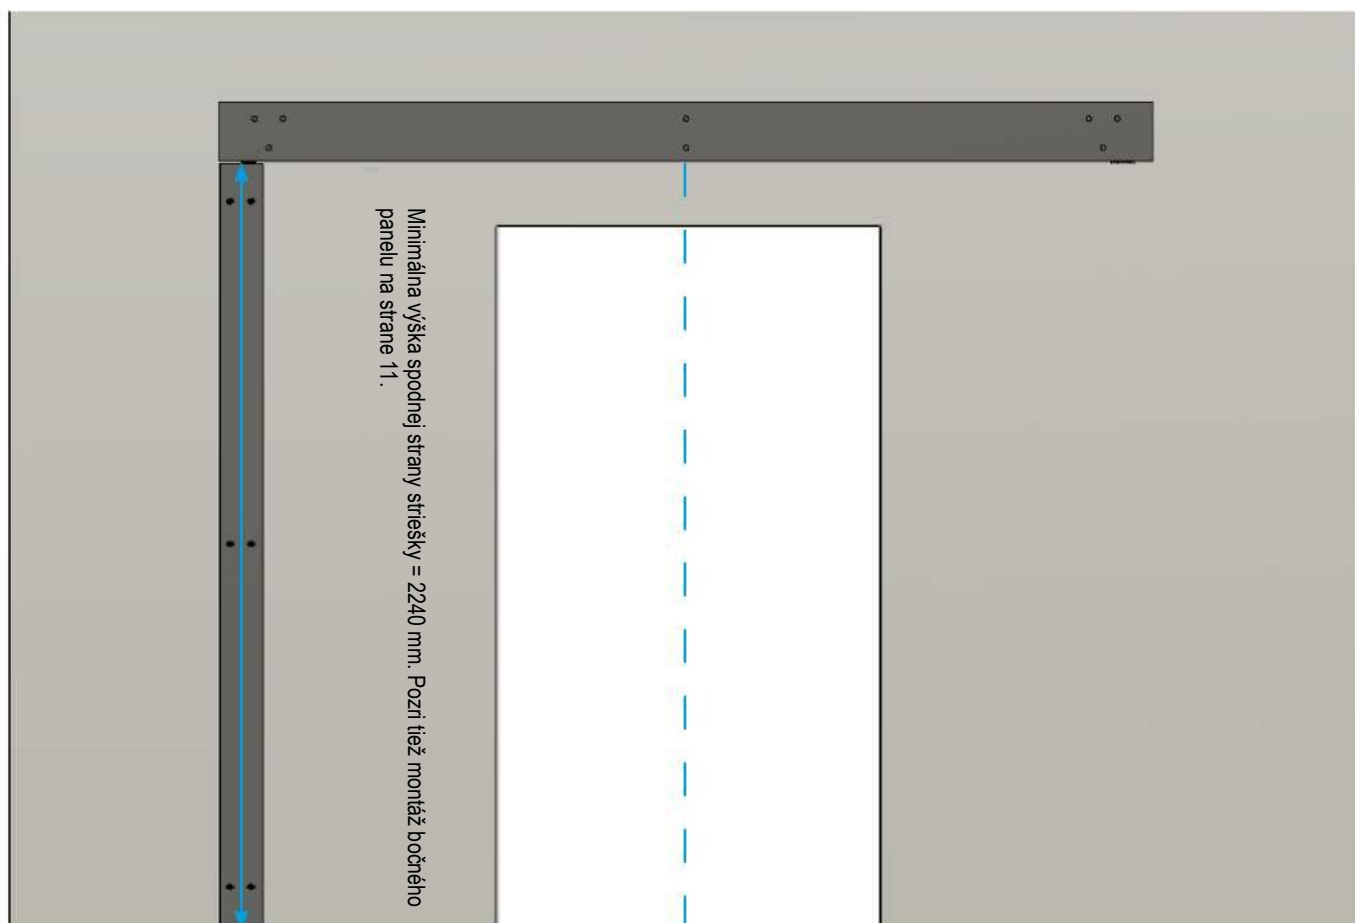 Minimálna výška spodnej strany striešky = 2240 mm. Pozri tiež montáž bočného
panelu na strane 11.